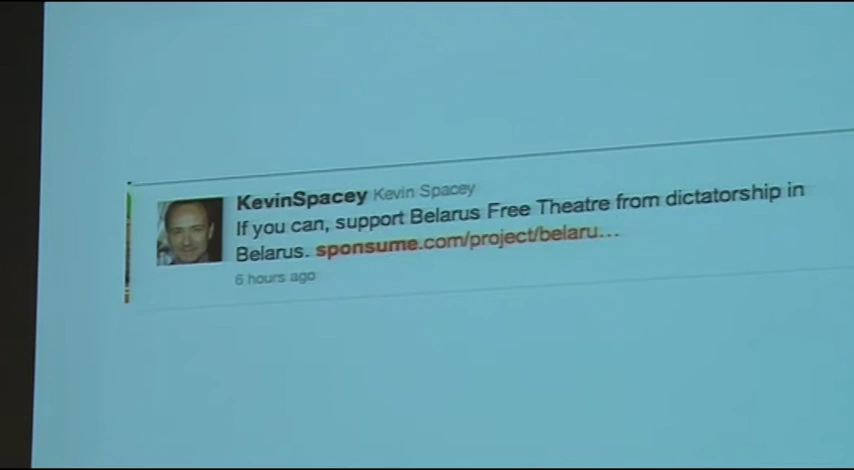 KevinSpacey Kevin Spacey
If you can, support Belarus Free Theatre from dictatorship in
Belarus. sponsume.com/project/belaru...
6 hours ago